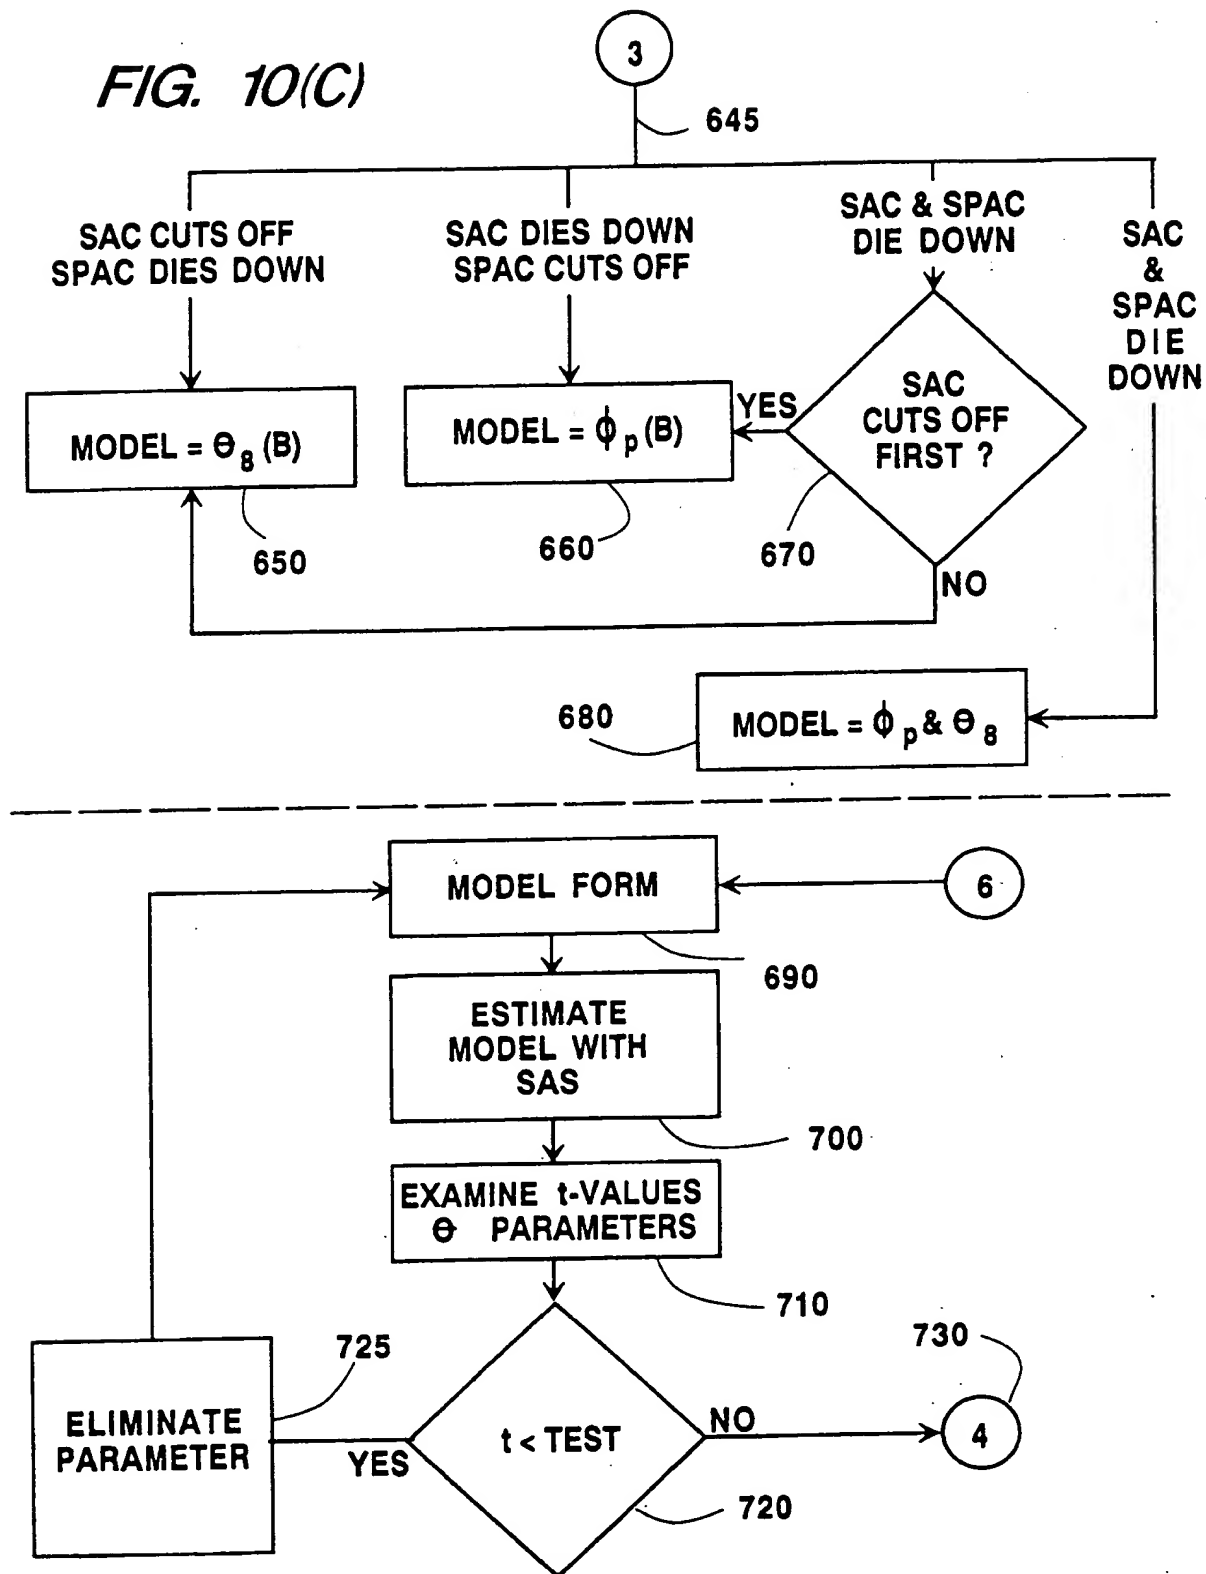 FIG. 10(C)
3
645
SAC CUTS OFF
SPAC DIES DOWN
SAC DIES DOWN
SPAC CUTS OFF
SAC & SPAC
DIE DOWN
SAC
&
SPAC
DIE
DOWN
MODEL = Θ8 (B)
650
MODEL = ϕp (B)
660
YES
SAC
CUTS OFF
FIRST ?
670
NO
680
MODEL = ϕp & Θ8
MODEL FORM
6
690
ESTIMATE
MODEL WITH
SAS
700
EXAMINE t-VALUES
Θ PARAMETERS
710
725
ELIMINATE
PARAMETER
YES
t < TEST
NO
720
730
4